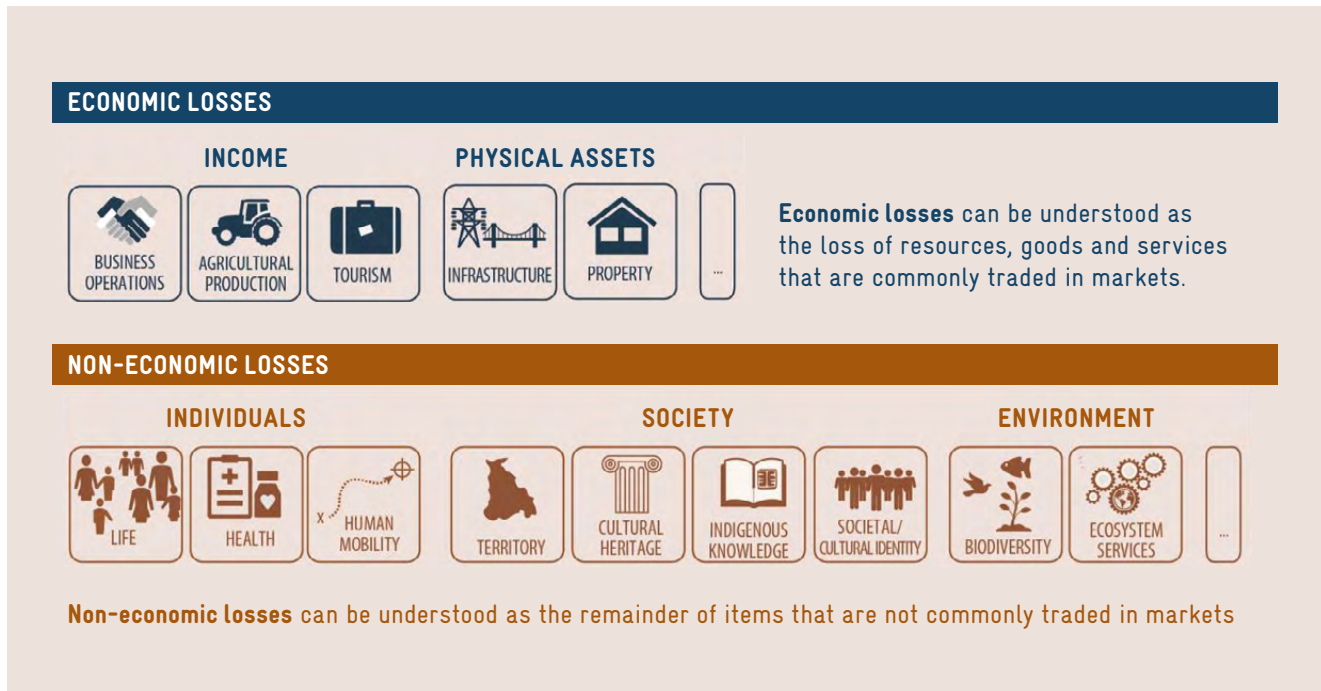 ECONOMIC LOSSES
INCOME
PHYSICAL ASSETS
BUSINESS
OPERATIONS
AGRICULTURAL
PRODUCTION
TOURISM
INFRASTRUCTURE
PROPERTY
...
Economic losses can be understood as
the loss of resources, goods and services
that are commonly traded in markets.
NON-ECONOMIC LOSSES
INDIVIDUALS
SOCIETY
ENVIRONMENT
LIFE
HEALTH
X
HUMAN
MOBILITY
TERRITORY
CULTURAL
HERITAGE
INDIGENOUS
KNOWLEDGE
SOCIETAL/
CULTURAL IDENTITY
BIODIVERSITY
ECOSYSTEM
SERVICES
...
Non-economic losses can be understood as the remainder of items that are not commonly traded in markets